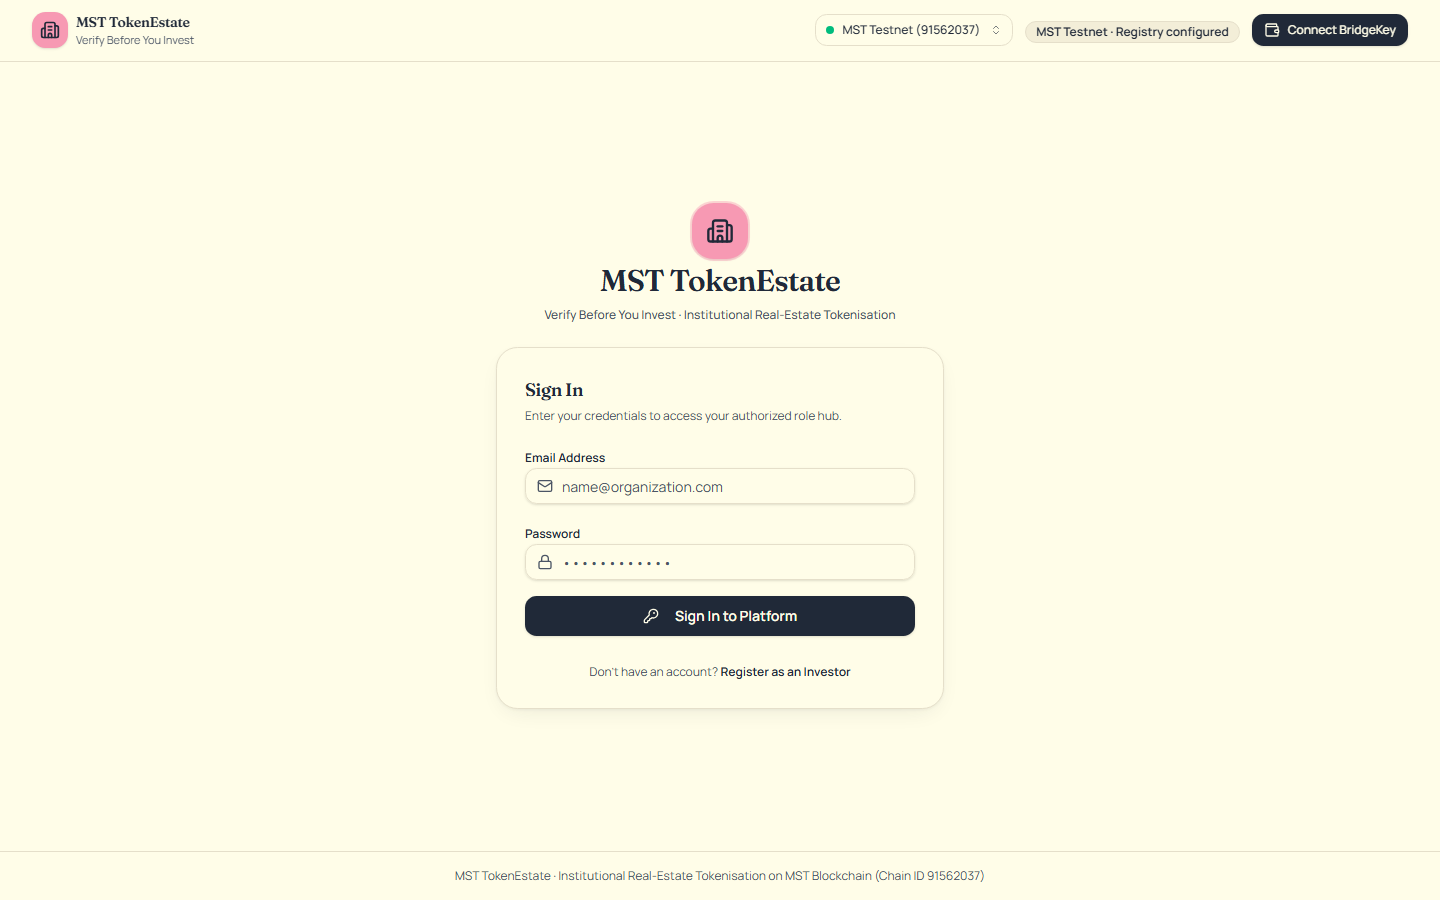 MST TokenEstate
Verify Before You Invest
MST Testnet (91562037)
MST Testnet · Registry configured
Connect BridgeKey
MST TokenEstate
Verify Before You Invest · Institutional Real-Estate Tokenisation
Sign In
Enter your credentials to access your authorized role hub.
Email Address
name@organization.com
Password
••••••••••••
Sign In to Platform
Don't have an account? Register as an Investor
MST TokenEstate · Institutional Real-Estate Tokenisation on MST Blockchain (Chain ID 91562037)